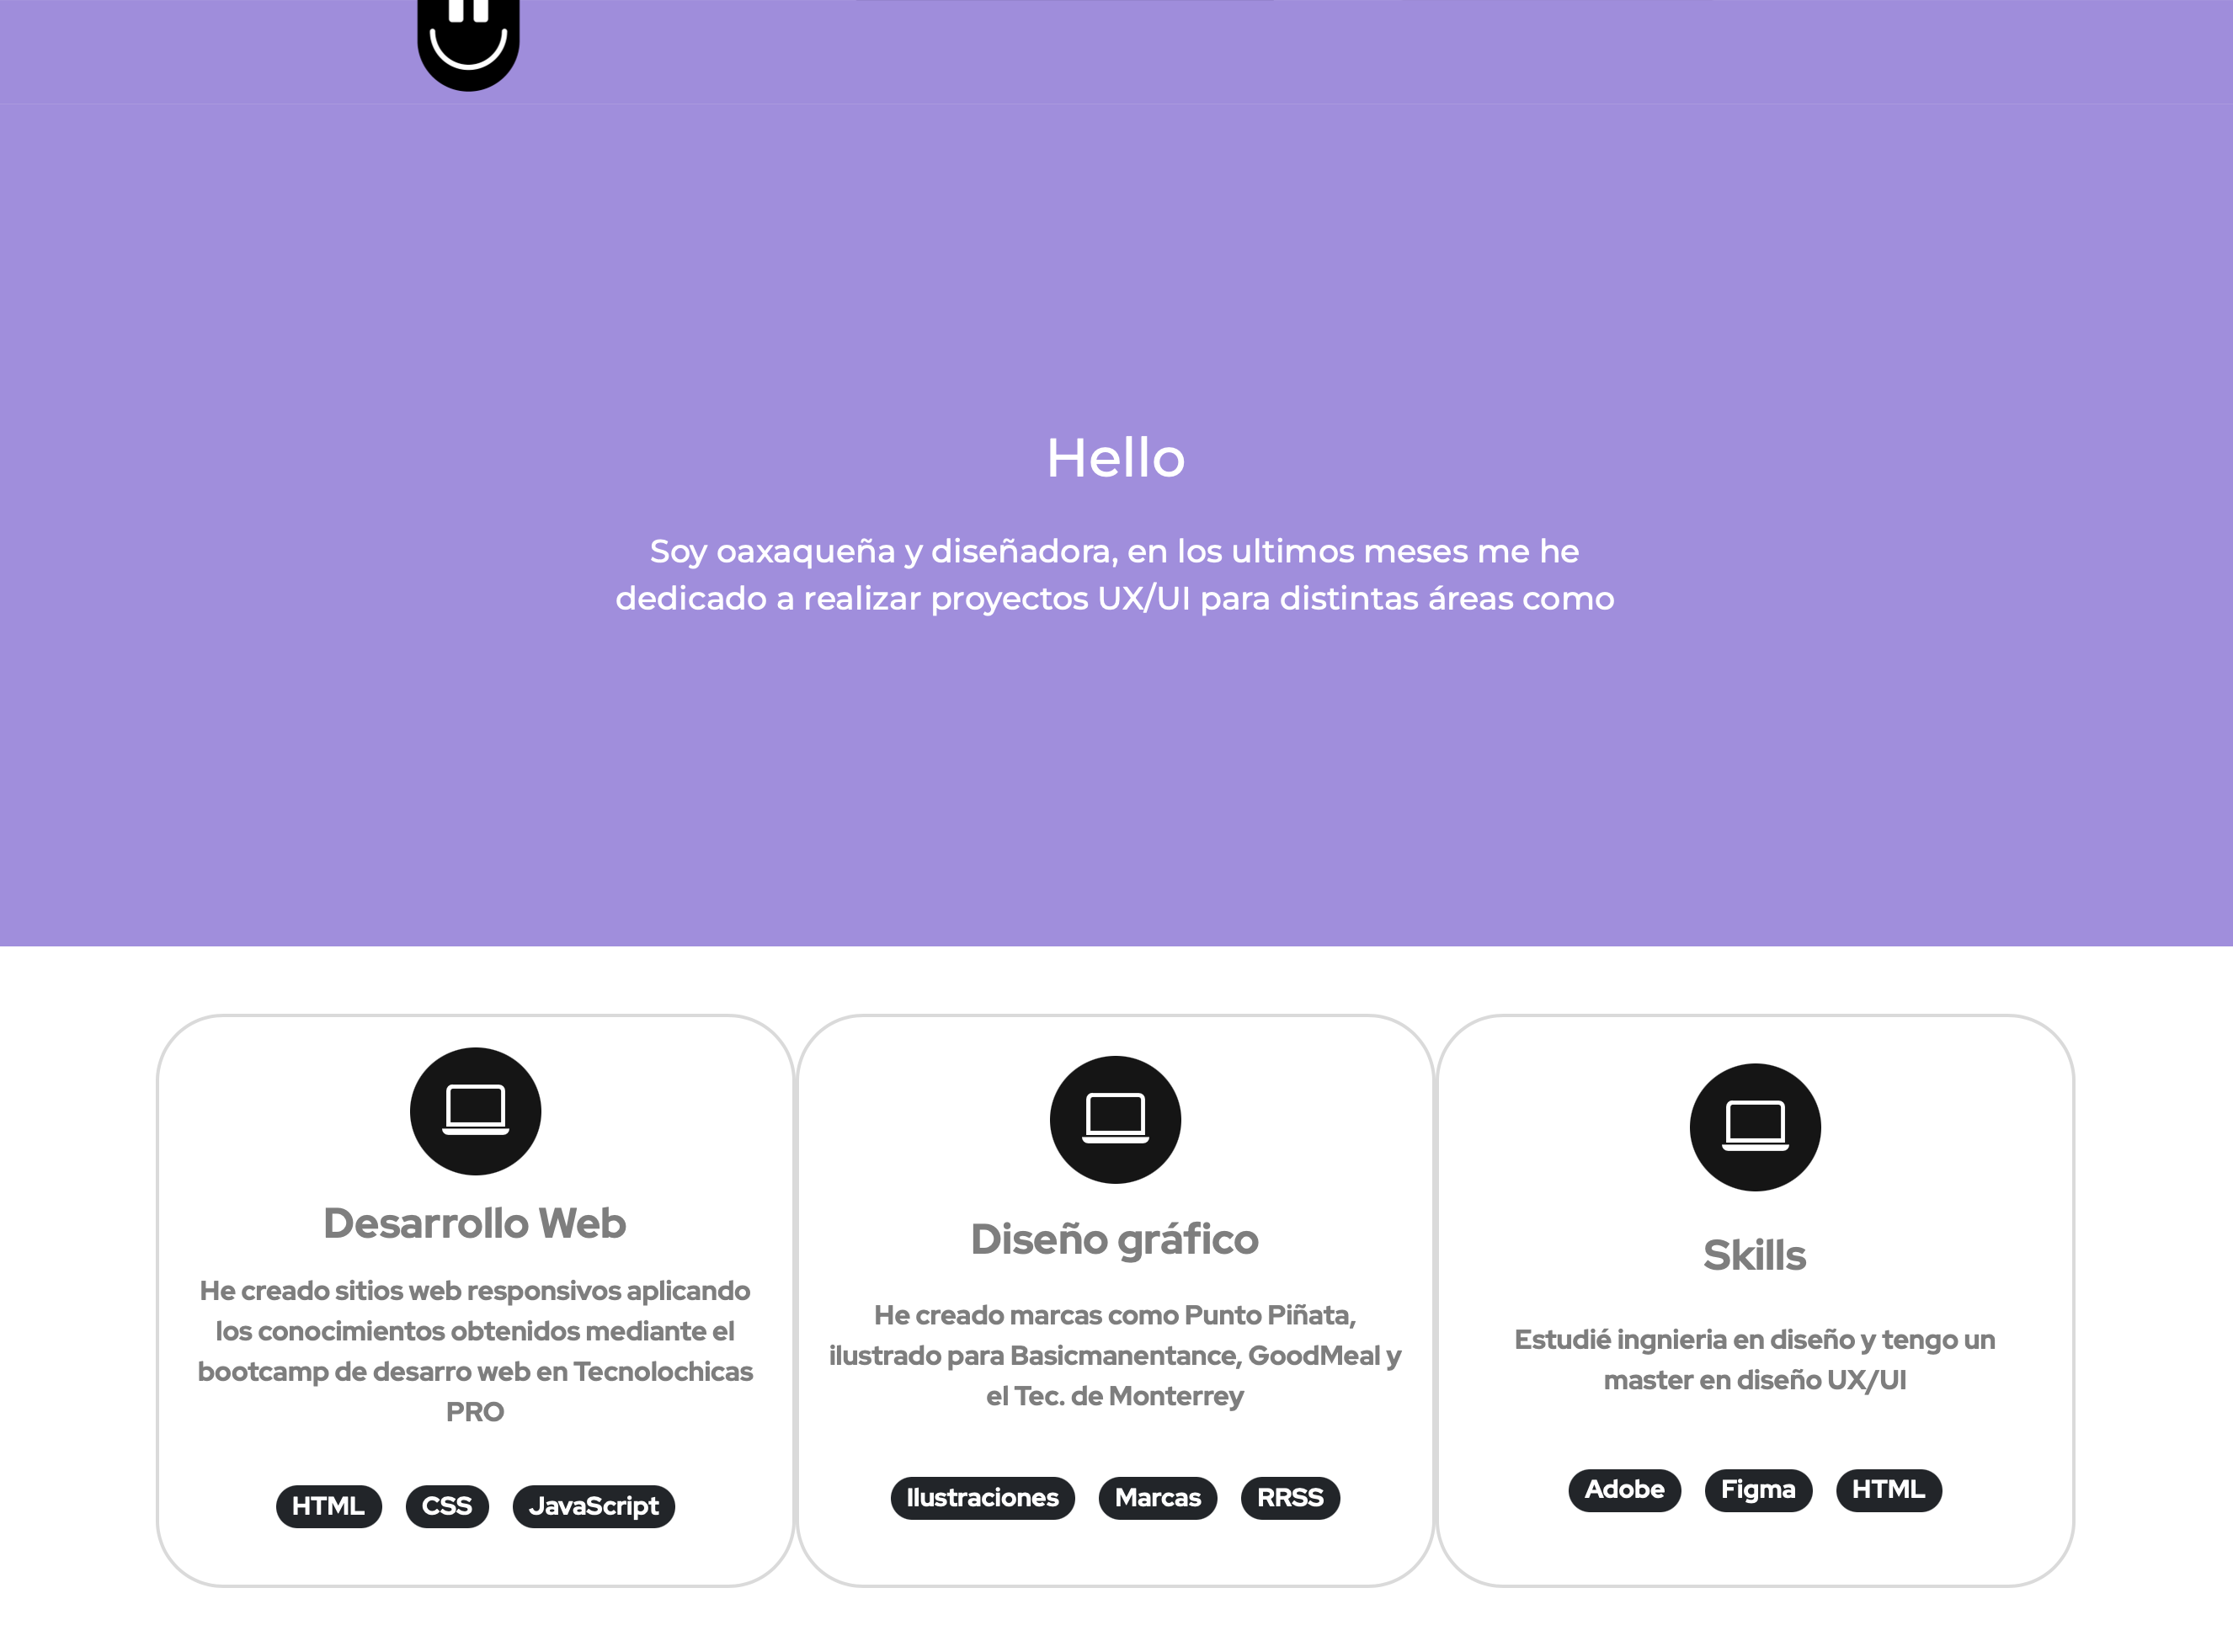 Hello
Soy oaxaqueña y diseñadora, en los ultimos meses me he
dedicado a realizar proyectos UX/UI para distintas áreas como
Desarrollo Web
He creado sitios web responsivos aplicando
los conocimientos obtenidos mediante el
bootcamp de desarro web en Tecnolochicas
PRO
HTML CSS JavaScript
Diseño gráfico
He creado marcas como Punto Piñata,
ilustrado para Basicmanentance, GoodMeal y
el Tec. de Monterrey
Ilustraciones Marcas RRSS
Skills
Estudié ingnieria en diseño y tengo un
master en diseño UX/UI
Adobe Figma HTML